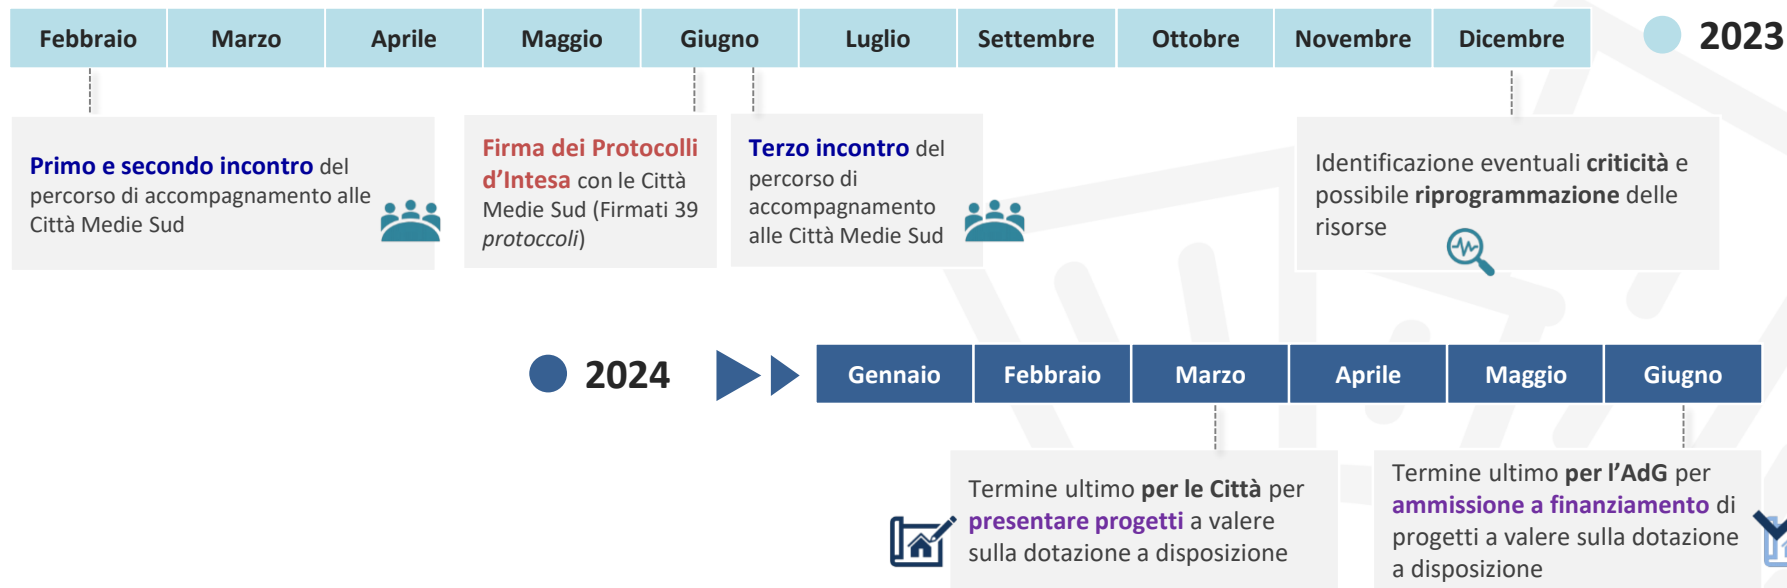 Febbraio Marzo Aprile Maggio Giugno Luglio Settembre Ottobre Novembre Dicembre 2023
Primo e secondo incontro del
percorso di accompagnamento alle
Città Medie Sud
Firma dei Protocolli
d’Intesa con le Città
Medie Sud (Firmati 39
protoccoli)
Terzo incontro del
percorso di
accompagnamento
alle Città Medie Sud
Identificazione eventuali criticità e
possibile riprogrammazione delle
risorse
2024 Gennaio Febbraio Marzo Aprile Maggio Giugno
Termine ultimo per le Città per
presentare progetti a valere
sulla dotazione a disposizione
Termine ultimo per l’AdG per
ammissione a finanziamento di
progetti a valere sulla dotazione
a disposizione